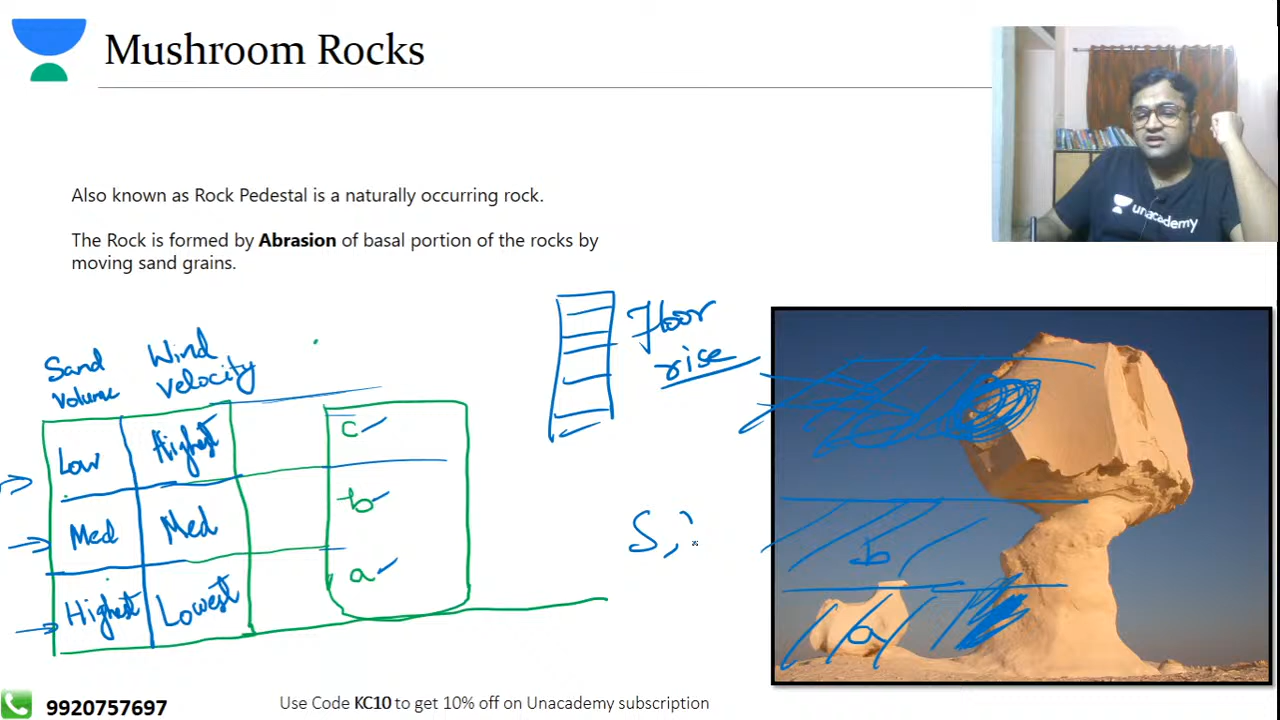 Mushroom Rocks
unacademy
Also known as Rock Pedestal is a naturally occurring rock.
The Rock is formed by Abrasion of basal portion of the rocks by
moving sand grains.
Sand
volume
Wind
velocity
Low
Highest
Med
Med
Highest
Lowest
c
b
a
Floor
rise
S,
b
a
9920757697
Use Code KC10 to get 10% off on Unacademy subscription